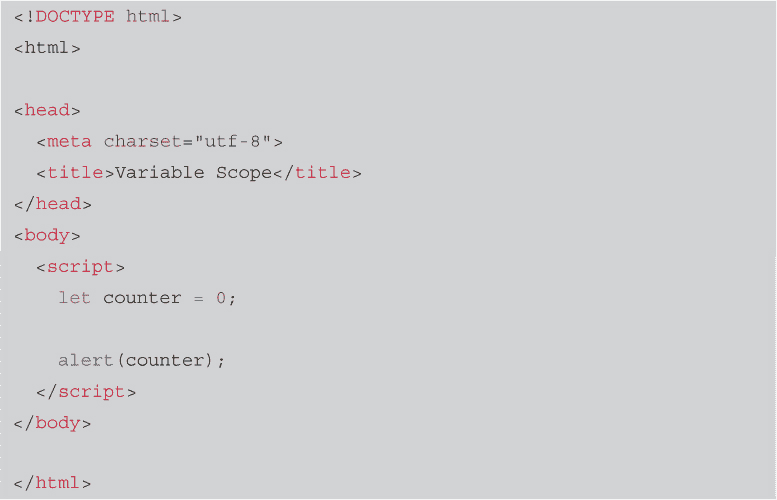 <!DOCTYPE html>
<html>
<head>
<meta charset="utf-8">
<title>Variable Scope</title>
</head>
<body>
<script>
let counter = 0;
alert(counter);
</script>
</body>
</html>